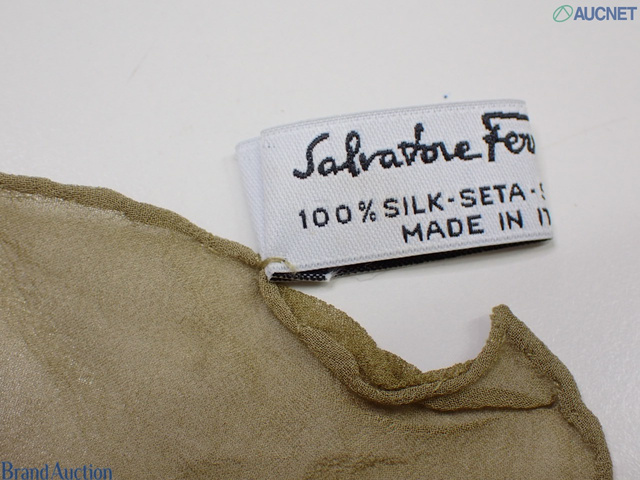 AUCNET
Salvatore Fer
100% SILK-SETA-S
MADE IN IT
Brand Auction